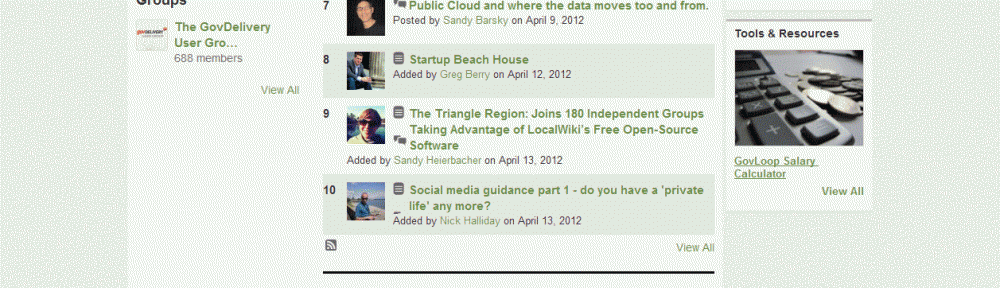 Groups
The GovDelivery
User Gro…
688 members
View All
7
Public Cloud and where the data moves too and from.
Posted by Sandy Barsky on April 9, 2012
8
Startup Beach House
Added by Greg Berry on April 12, 2012
9
The Triangle Region: Joins 180 Independent Groups
Taking Advantage of LocalWiki's Free Open-Source
Software
Added by Sandy Heierbacher on April 13, 2012
10
Social media guidance part 1 - do you have a 'private
life' any more?
Added by Nick Halliday on April 13, 2012
View All
Tools & Resources
GovLoop Salary
Calculator
View All